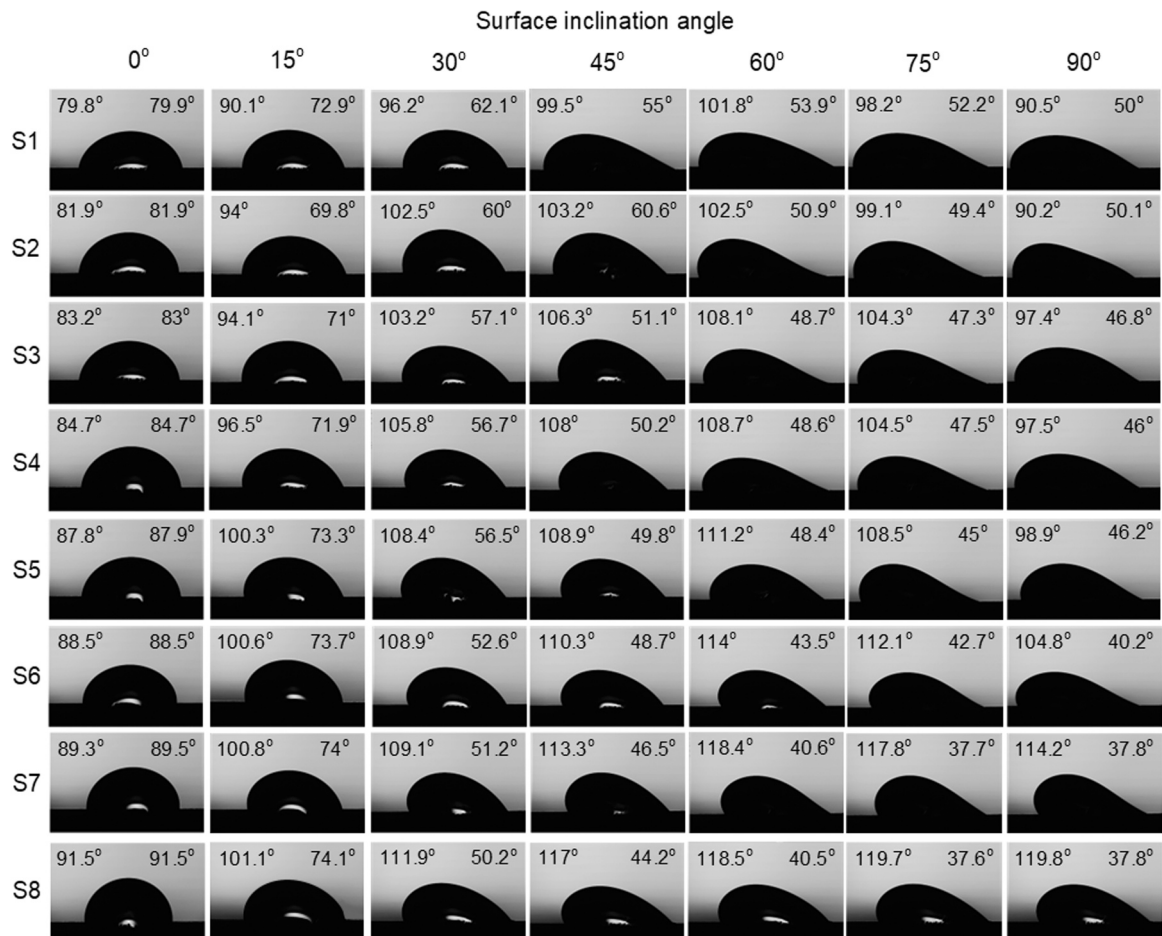 Surface inclination angle
0° 15° 30° 45° 60° 75° 90°
S1 79.8° 79.9° 90.1° 72.9° 96.2° 62.1° 99.5° 55° 101.8° 53.9° 98.2° 52.2° 90.5° 50°
S2 81.9° 81.9° 94° 69.8° 102.5° 60° 103.2° 60.6° 102.5° 50.9° 99.1° 49.4° 90.2° 50.1°
S3 83.2° 83° 94.1° 71° 103.2° 57.1° 106.3° 51.1° 108.1° 48.7° 104.3° 47.3° 97.4° 46.8°
S4 84.7° 84.7° 96.5° 71.9° 105.8° 56.7° 108° 50.2° 108.7° 48.6° 104.5° 47.5° 97.5° 46°
S5 87.8° 87.9° 100.3° 73.3° 108.4° 56.5° 108.9° 49.8° 111.2° 48.4° 108.5° 45° 98.9° 46.2°
S6 88.5° 88.5° 100.6° 73.7° 108.9° 52.6° 110.3° 48.7° 114° 43.5° 112.1° 42.7° 104.8° 40.2°
S7 89.3° 89.5° 100.8° 74° 109.1° 51.2° 113.3° 46.5° 118.4° 40.6° 117.8° 37.7° 114.2° 37.8°
S8 91.5° 91.5° 101.1° 74.1° 111.9° 50.2° 117° 44.2° 118.5° 40.5° 119.7° 37.6° 119.8° 37.8°